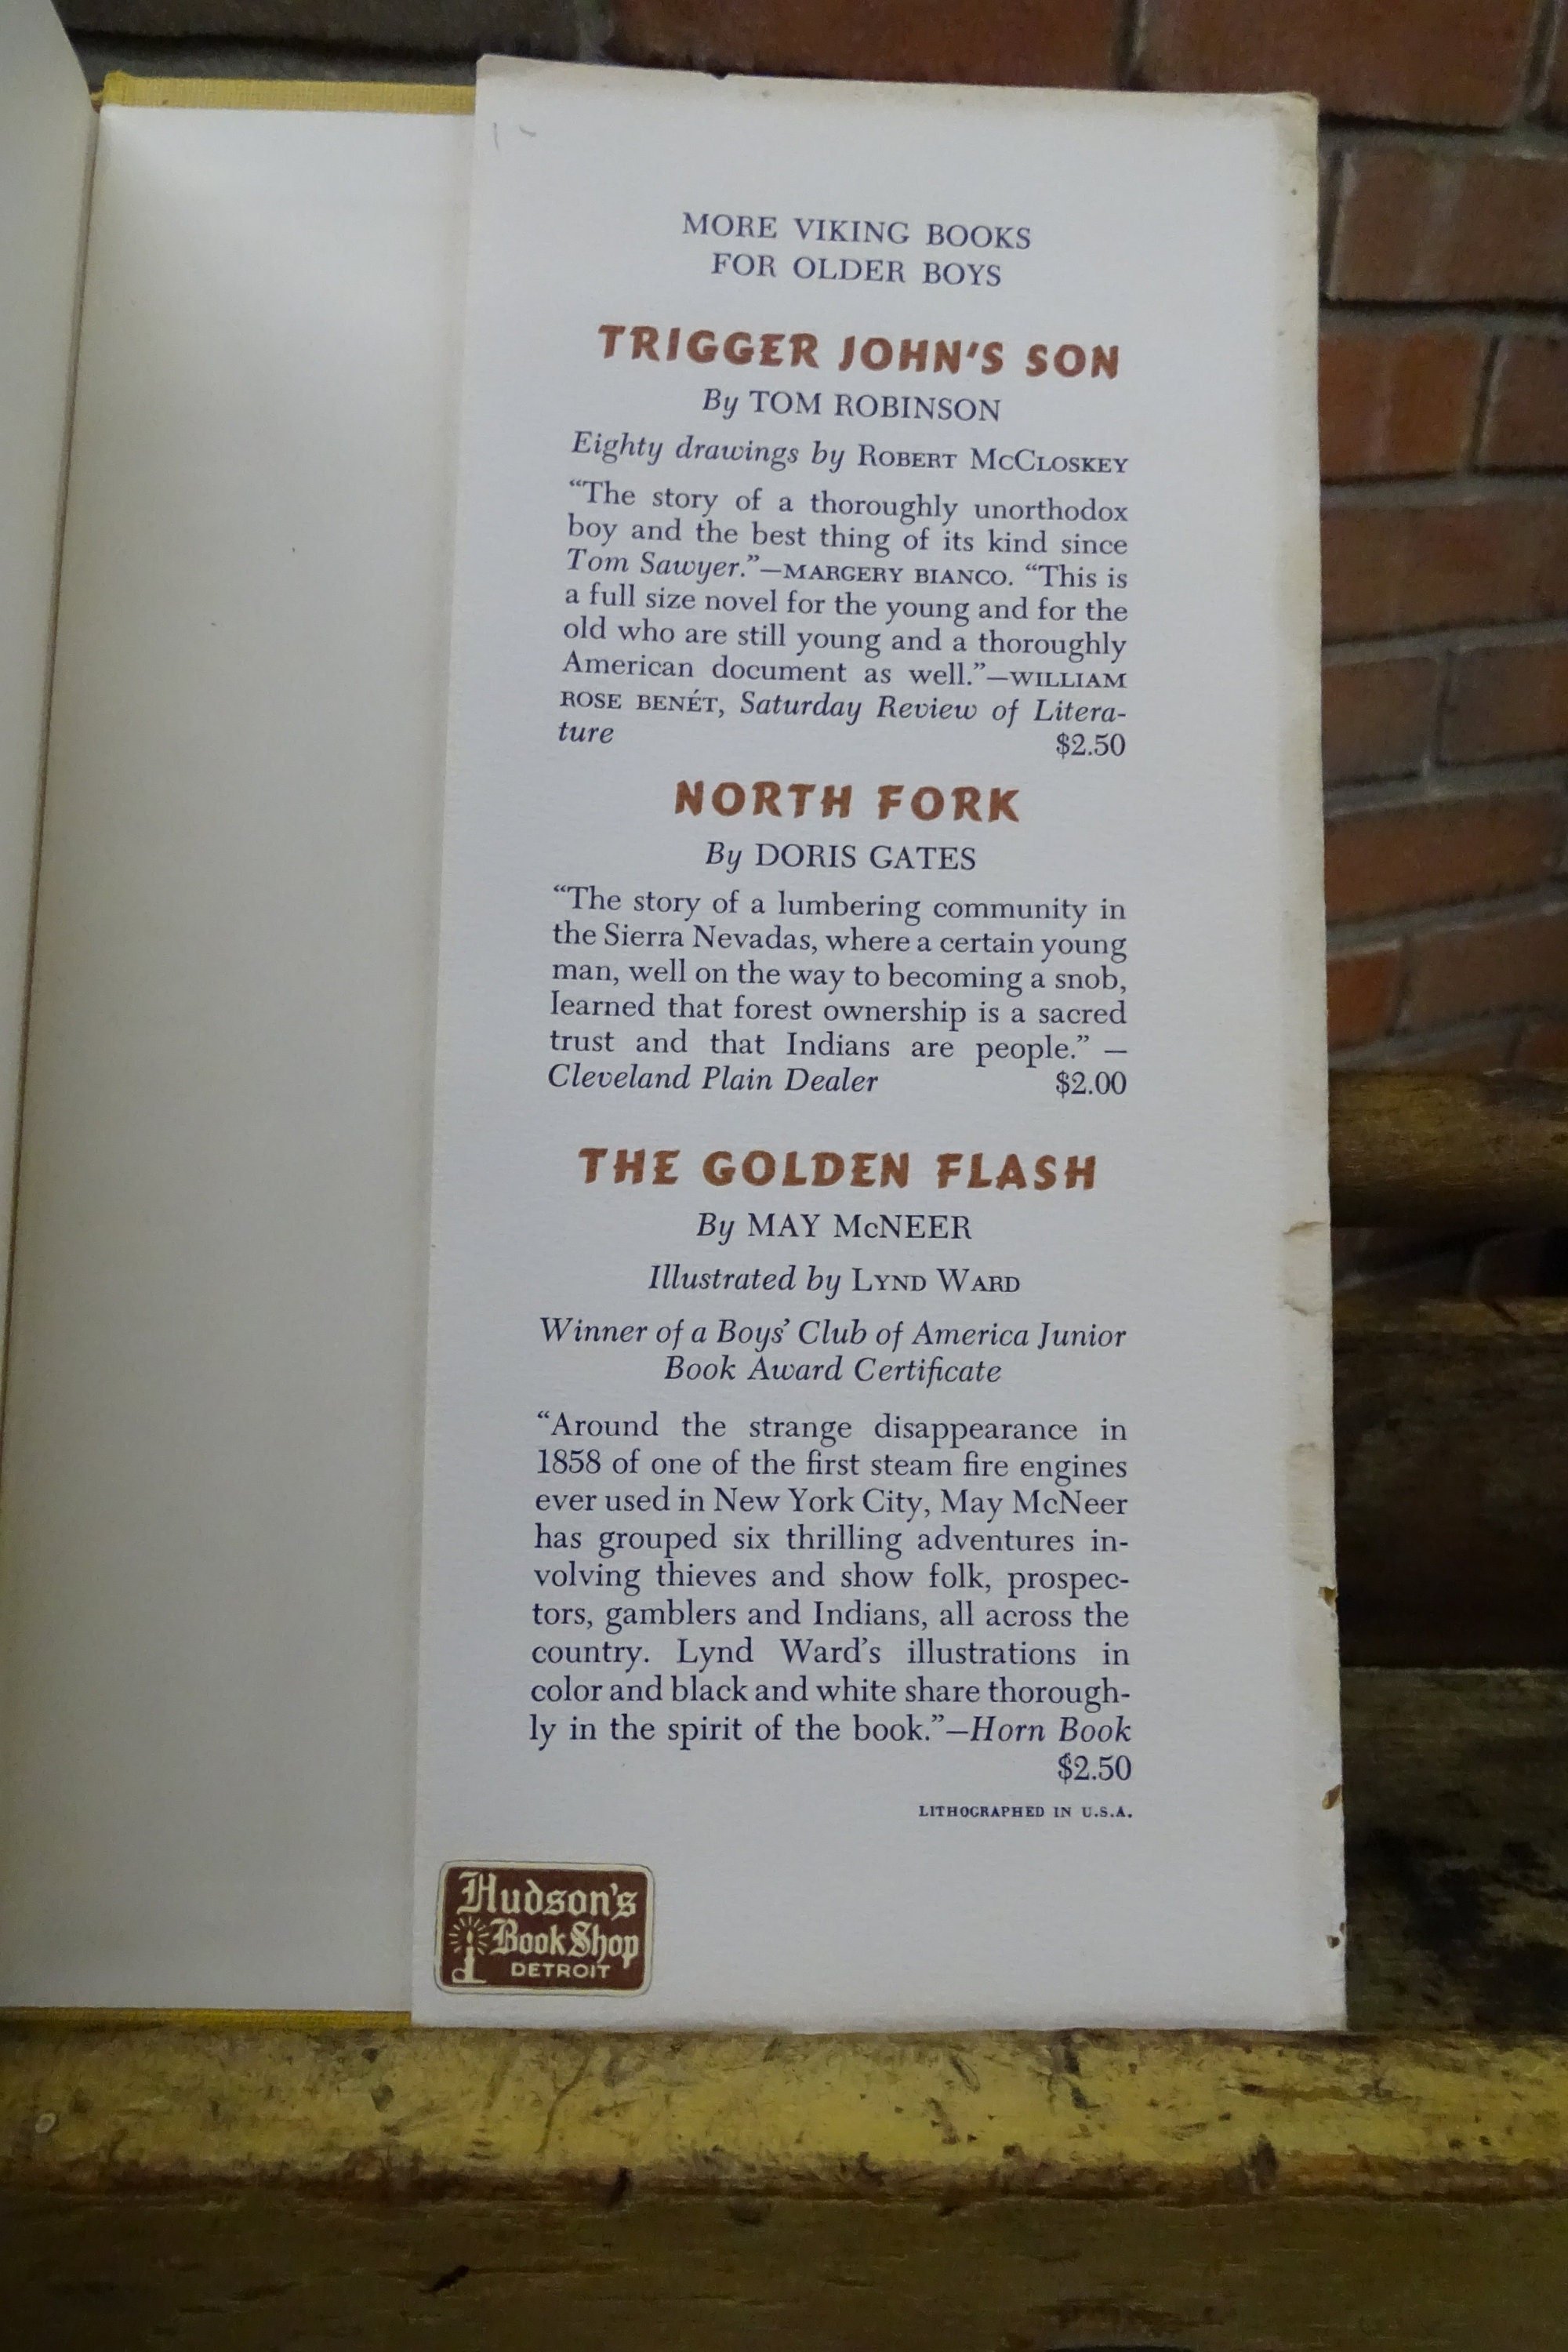 MORE VIKING BOOKS
FOR OLDER BOYS
TRIGGER JOHN'S SON
By TOM ROBINSON
Eighty drawings by ROBERT MCCLOSKEY
“The story of a thoroughly unorthodox
boy and the best thing of its kind since
Tom Sawyer.”—MARGERY BIANCO. “This is
a full size novel for the young and for the
old who are still young and a thoroughly
American document as well.”—WILLIAM
ROSE BENÉT, Saturday Review of Litera-
ture $2.50
NORTH FORK
By DORIS GATES
“The story of a lumbering community in
the Sierra Nevadas, where a certain young
man, well on the way to becoming a snob,
learned that forest ownership is a sacred
trust and that Indians are people.” —
Cleveland Plain Dealer $2.00
THE GOLDEN FLASH
By MAY McNEER
Illustrated by LYND WARD
Winner of a Boys’ Club of America Junior
Book Award Certificate
“Around the strange disappearance in
1858 of one of the first steam fire engines
ever used in New York City, May McNeer
has grouped six thrilling adventures in-
volving thieves and show folk, prospec-
tors, gamblers and Indians, all across the
country. Lynd Ward’s illustrations in
color and black and white share thorough-
ly in the spirit of the book.”—Horn Book
$2.50
LITHOGRAPHED IN U.S.A.
Hudson's
Book Shop
DETROIT